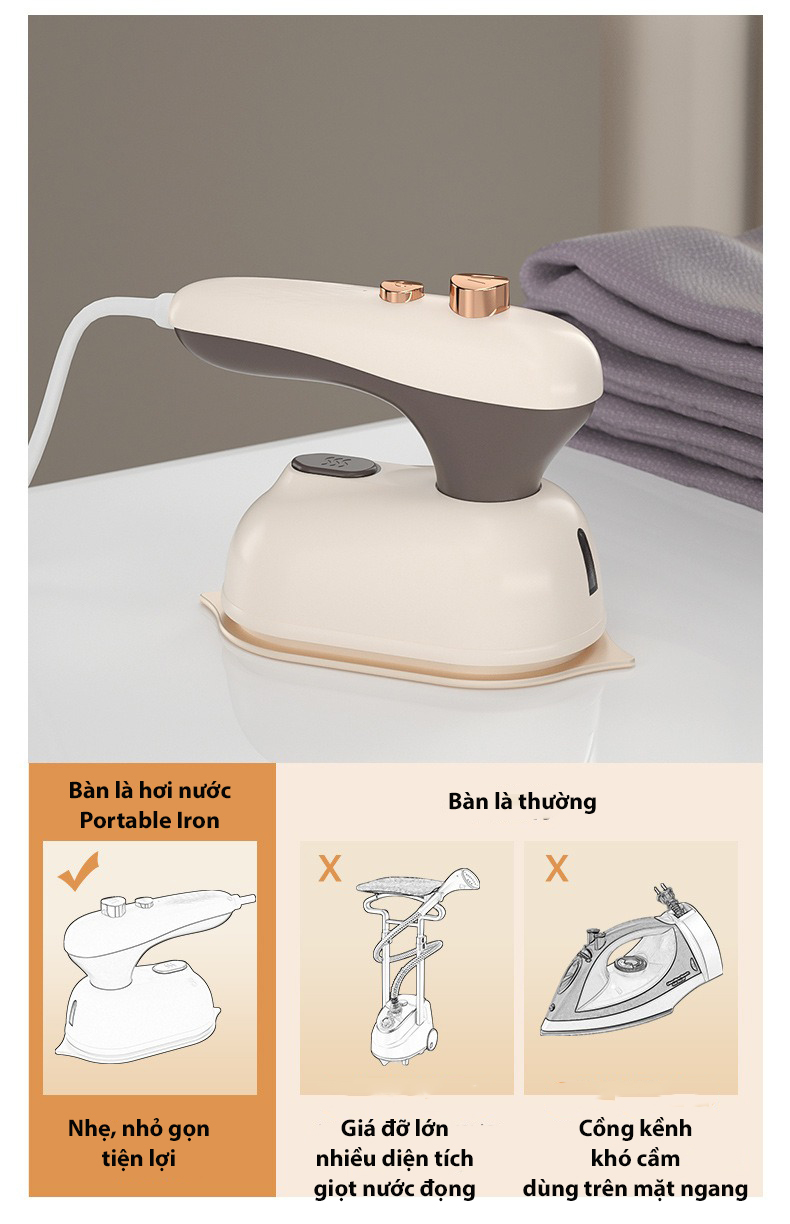 Bàn là hơi nước
Portable Iron
Bàn là thường
X
X
Nhẹ, nhỏ gọn
tiện lợi
Giá đỡ lớn
nhiều diện tích
giọt nước đọng
Cồng kềnh
khó cầm
dùng trên mặt ngang